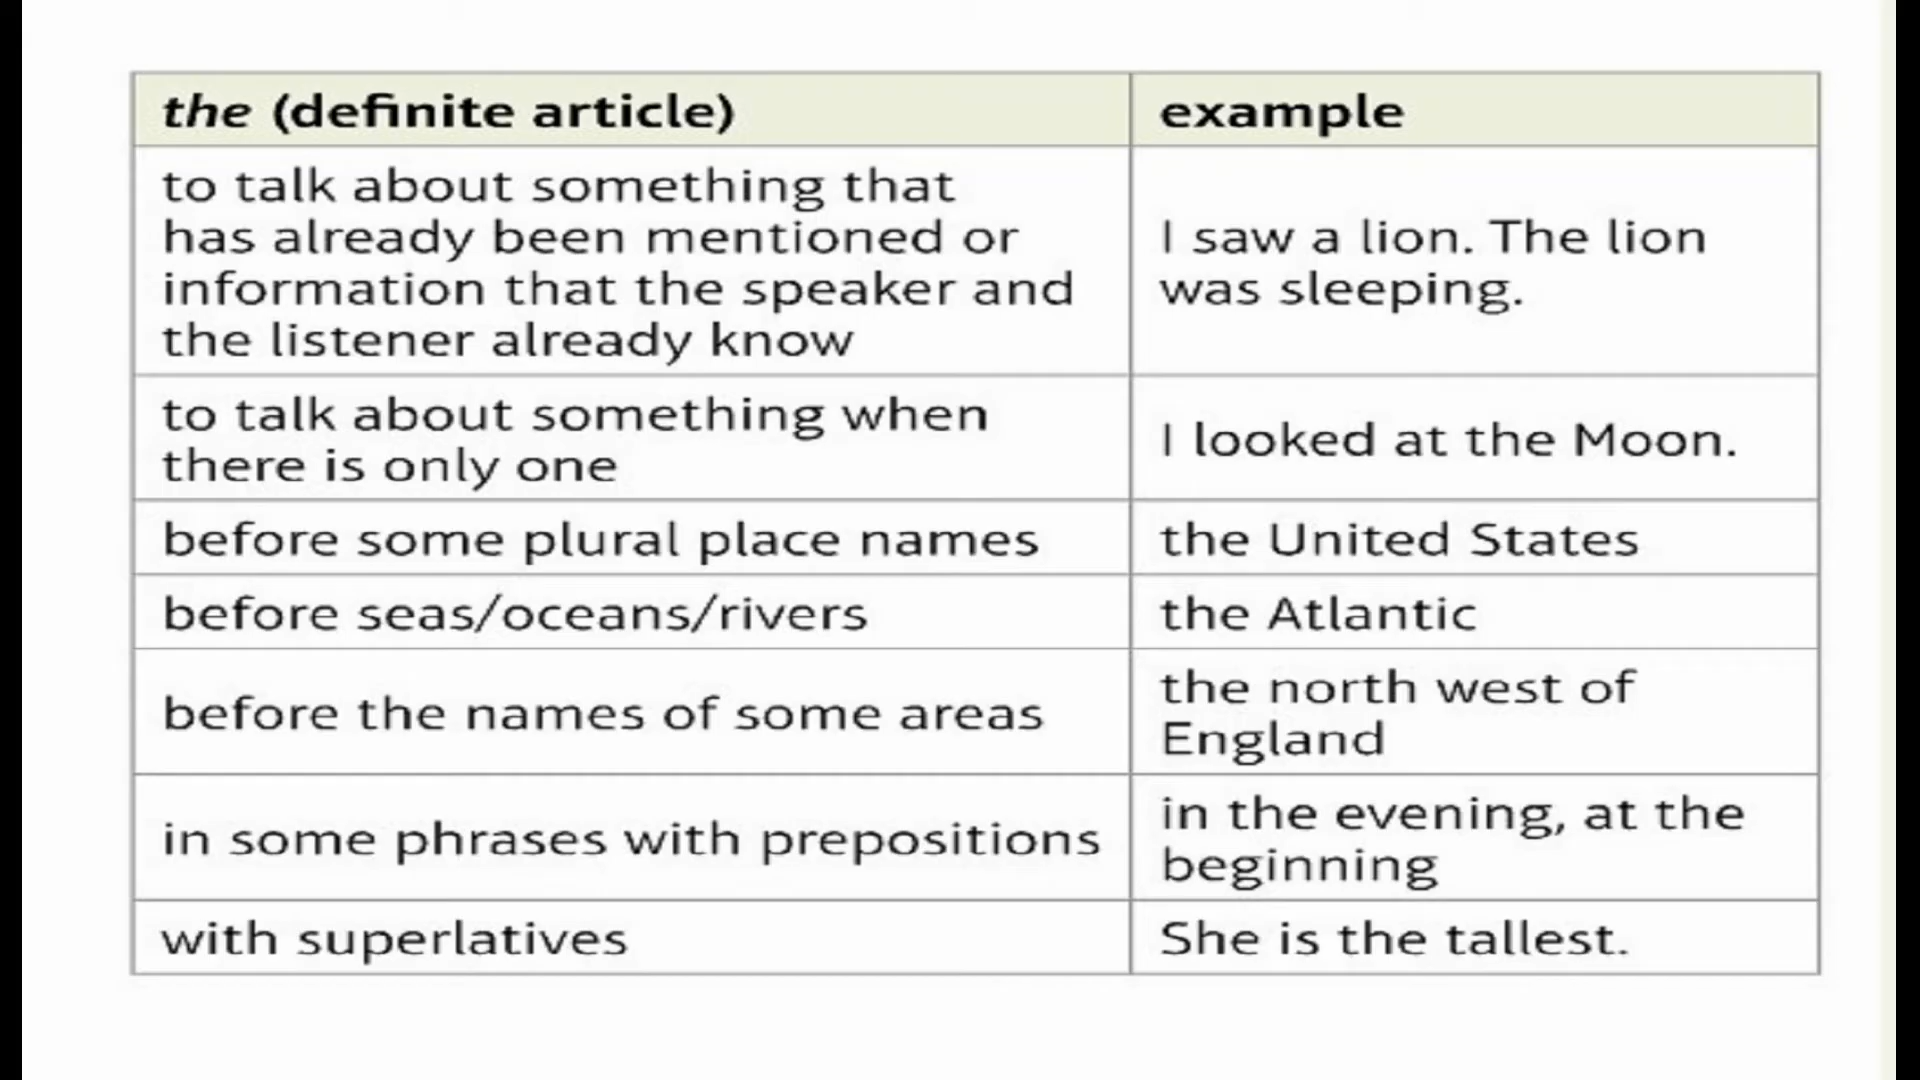 the (definite article)
example
to talk about something that
has already been mentioned or
information that the speaker and
the listener already know
I saw a lion. The lion
was sleeping.
to talk about something when
there is only one
I looked at the Moon.
before some plural place names
the United States
before seas/oceans/rivers
the Atlantic
before the names of some areas
the north west of
England
in some phrases with prepositions
in the evening, at the
beginning
with superlatives
She is the tallest.